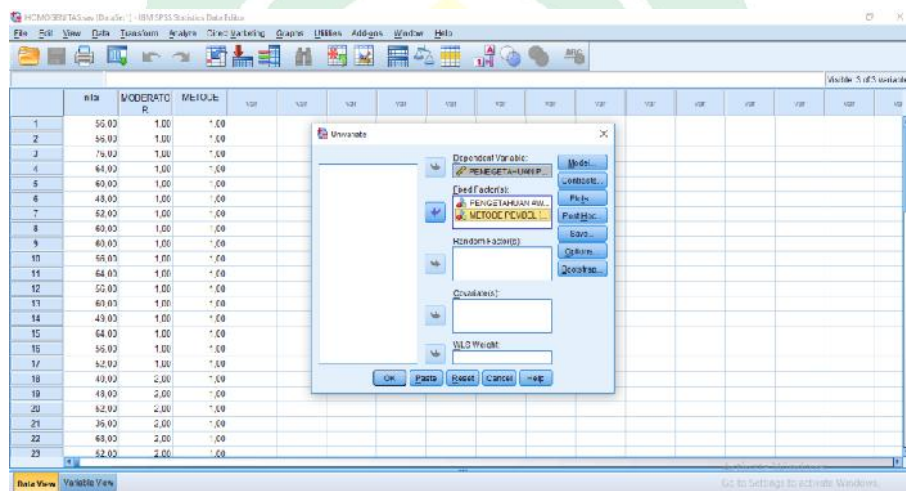 HOMOGENITAS.sav [DataSet1] - IBM SPSS Statistics Data Editor
File Edit View Data Transform Analyze Direct Marketing Graphs Utilities Add-ons Window Help
Visible: 3 of 3 Variable
MODERATO R METODE var var var var var var var var var var var
1 56,00 1,00 1,00
2 56,00 1,00 1,00
3 76,00 1,00 1,00
4 64,00 1,00 1,00
5 60,00 1,00 1,00
6 48,00 1,00 1,00
7 52,00 1,00 1,00
8 60,00 1,00 1,00
9 60,00 1,00 1,00
10 56,00 1,00 1,00
11 64,00 1,00 1,00
12 56,00 1,00 1,00
13 60,00 1,00 1,00
14 49,00 1,00 1,00
15 64,00 1,00 1,00
16 56,00 1,00 1,00
17 52,00 1,00 1,00
18 40,00 2,00 1,00
19 48,00 2,00 1,00
20 52,00 2,00 1,00
21 36,00 2,00 1,00
22 68,00 2,00 1,00
23 52,00 2,00 1,00
Univariate
Dependent Variable:
PENEGETAHUAN P...
Fixed Factor(s):
PENGETAHUAN AW...
METODE PEMBEL
Random Factor(s):
Covariate(s):
WLS Weight:
Model...
Contrasts...
Plots...
Post Hoc...
Save...
Options...
Bootstrap...
OK Paste Reset Cancel Help
Data View Variable View
Go to Settings to activate Windows.